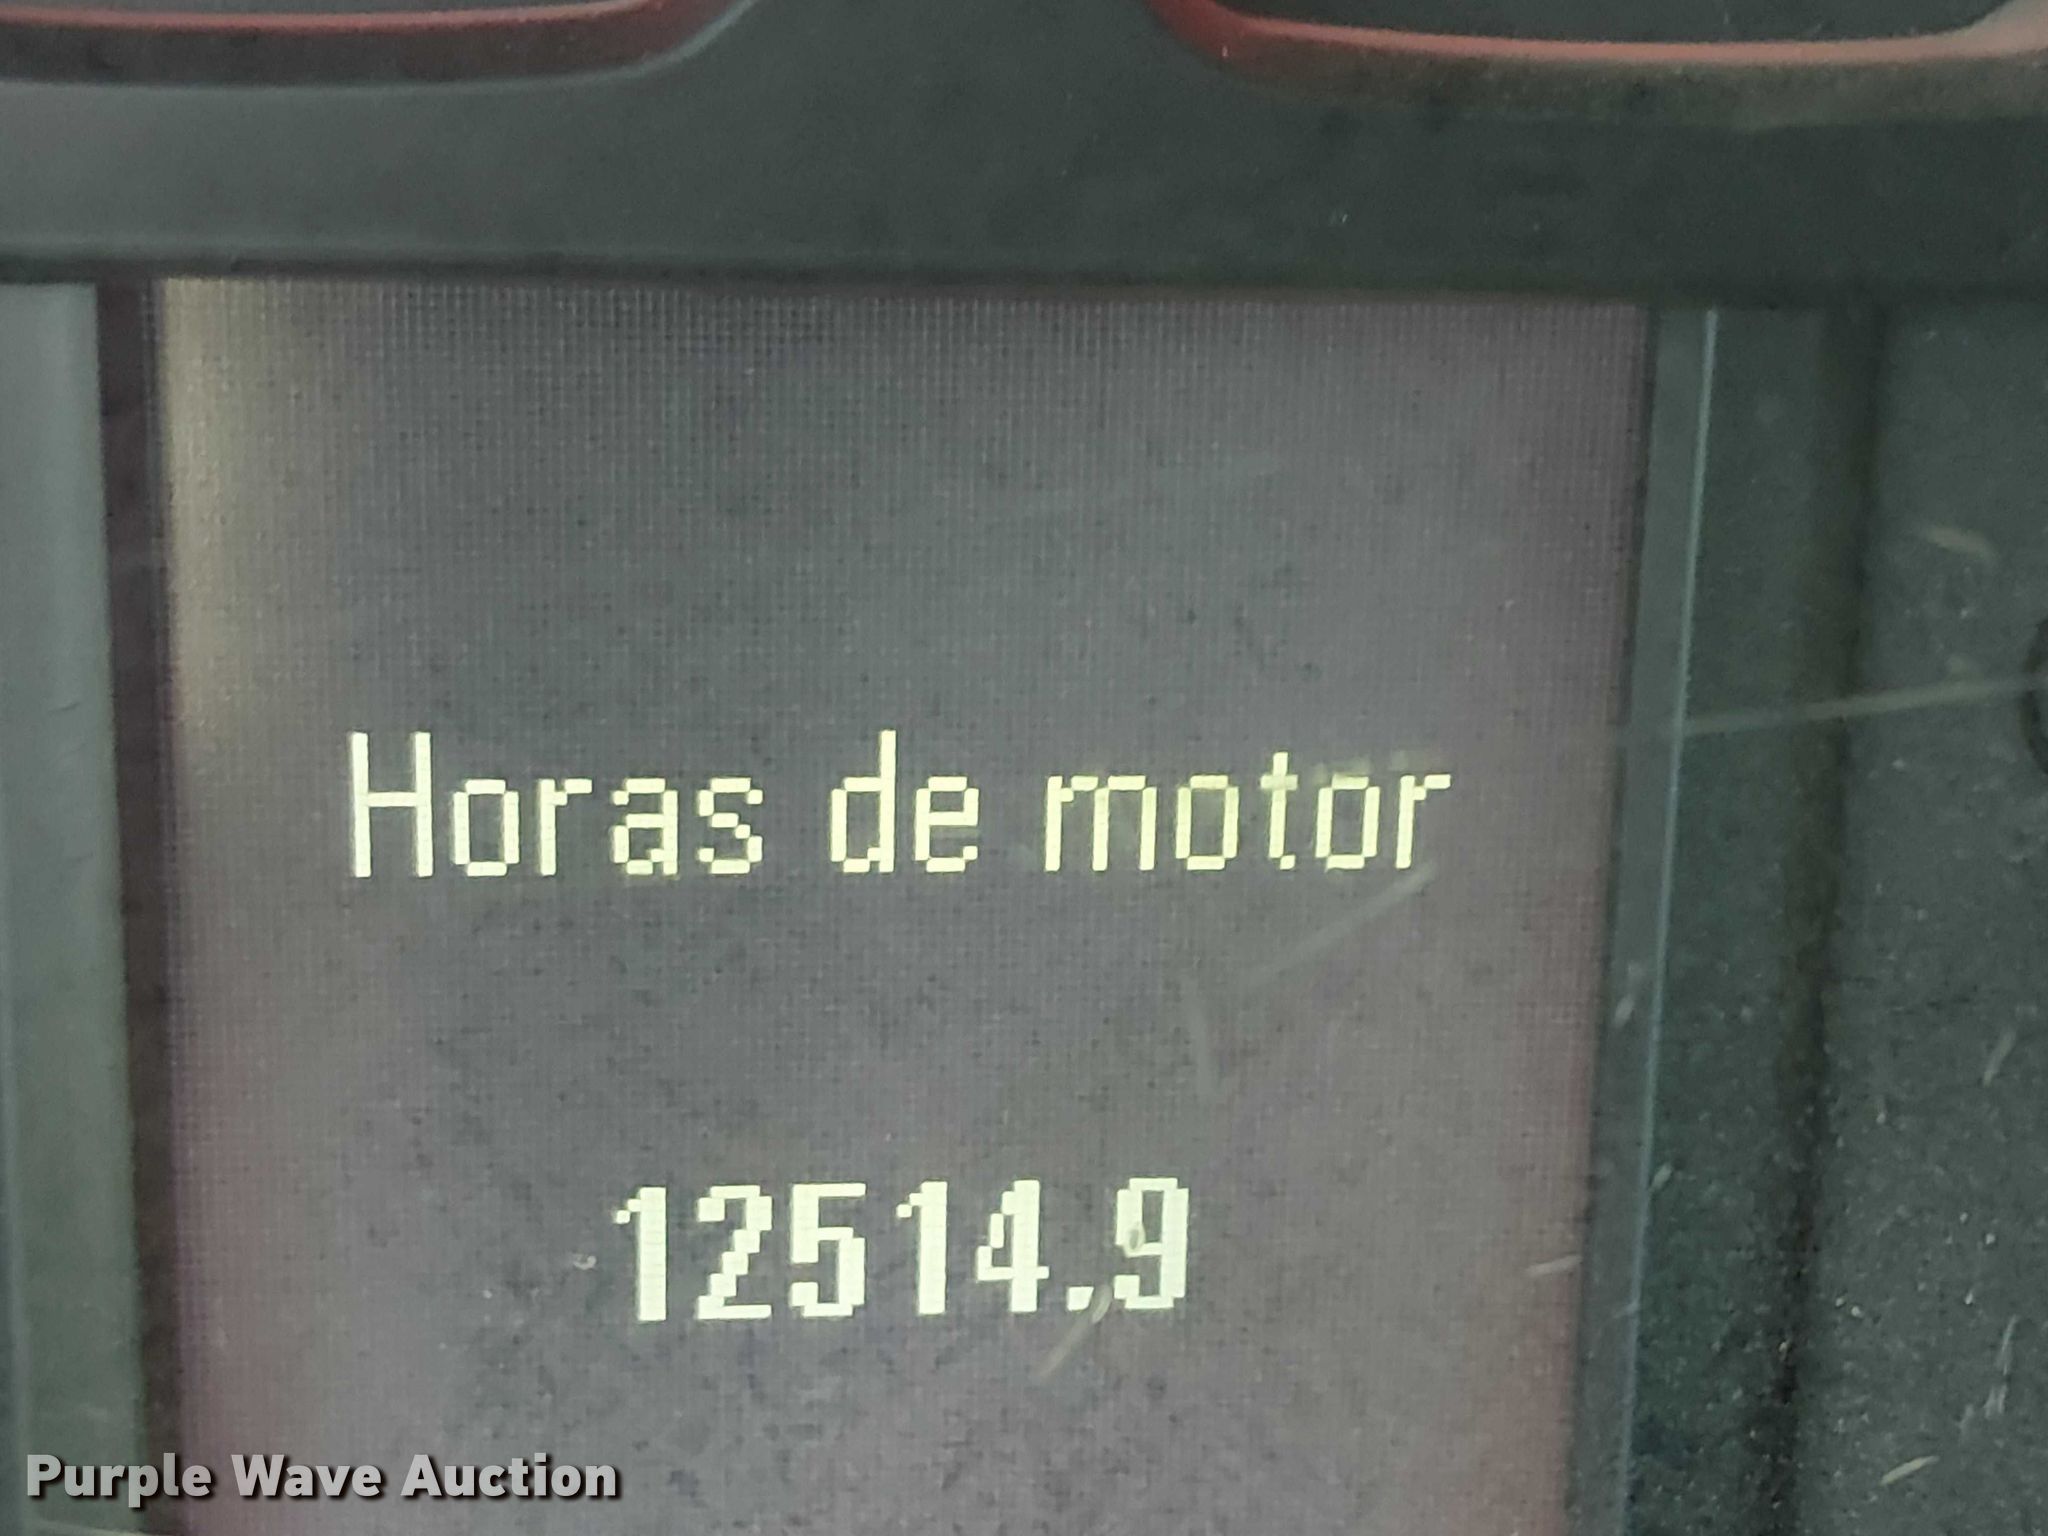 Horas de motor
12514.9
Purple Wave Auction